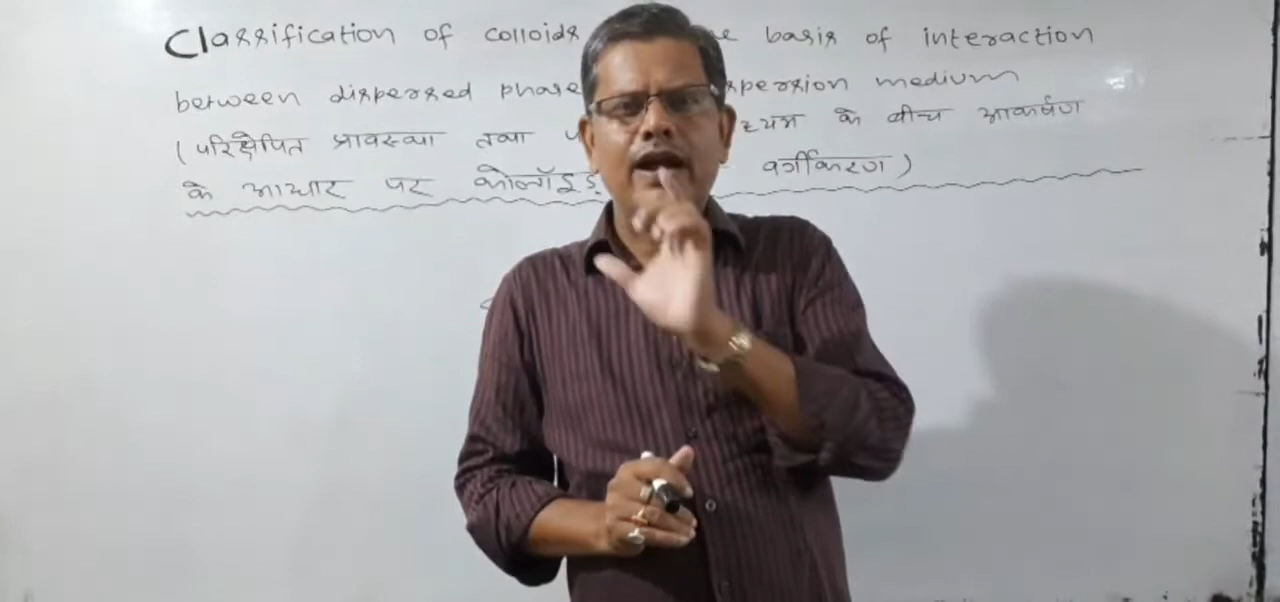 Classification of colloids basis of interaction
between dispersed phase medium
(परिक्षेपित प्रावस्था तथा के बीच आकर्षण
के आधार पर कोलॉइड वर्गीकरण)